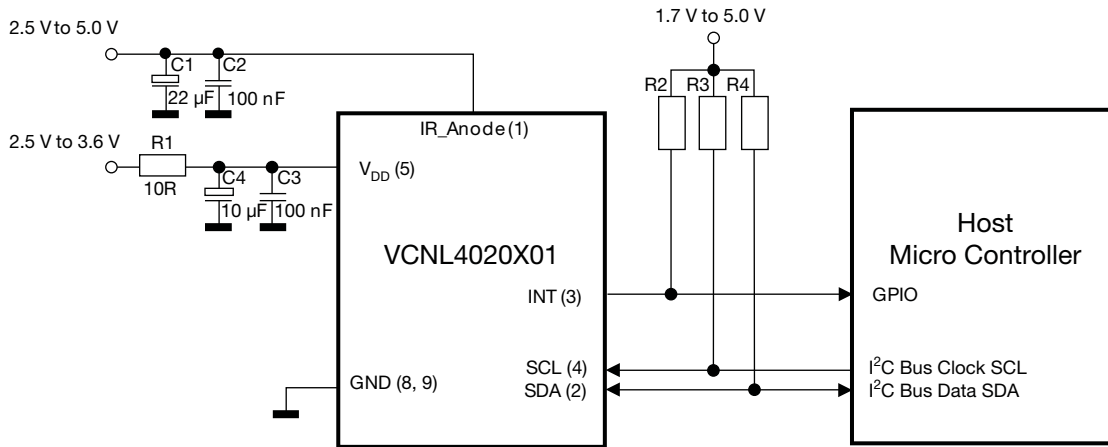 1.7 V to 5.0 V
2.5 V to 5.0 V
C1
C2
22 µF
100 nF
R2
R3
R4
IR_Anode (1)
2.5 V to 3.6 V
R1
10R
C4
C3
10 µF
100 nF
V_DD (5)
VCNL4020X01
Host
Micro Controller
INT (3)
GPIO
GND (8, 9)
SCL (4)
I²C Bus Clock SCL
SDA (2)
I²C Bus Data SDA